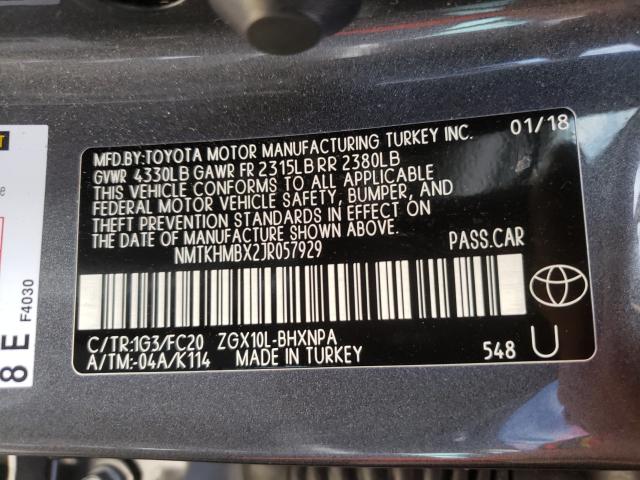 MFD.BY:TOYOTA MOTOR MANUFACTURING TURKEY INC. 01/18
GVWR 4330LB GAWR FR 2315LB RR 2380LB
THIS VEHICLE CONFORMS TO ALL APPLICABLE
FEDERAL MOTOR VEHICLE SAFETY, BUMPER, AND
THEFT PREVENTION STANDARDS IN EFFECT ON
THE DATE OF MANUFACTURE SHOWN ABOVE.
NMTKHMBX2JR057929 PASS.CAR
C/TR:1G3/FC20 ZGX10L-BHXNPA
A/TM:-04A/K114 MADE IN TURKEY 548 U
8 E
F4030